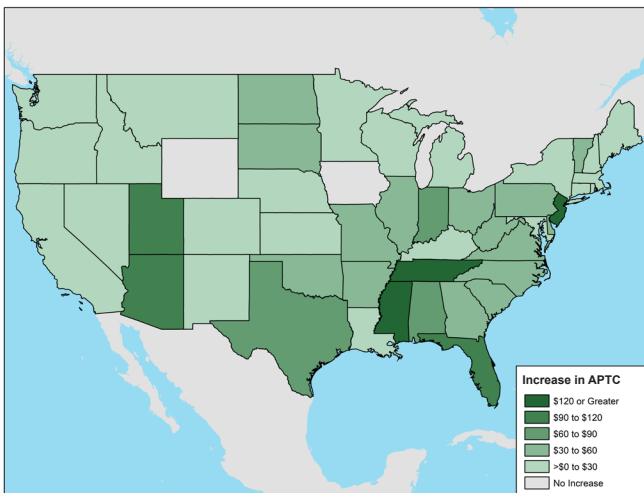 Increase in APTC
$120 or Greater
$90 to $120
$60 to $90
$30 to $60
>$0 to $30
No Increase